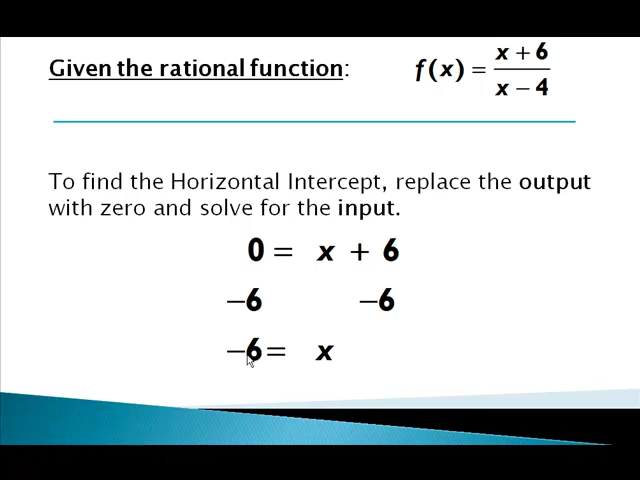 Given the rational function: f(x) = x + 6 / x − 4
To find the Horizontal Intercept, replace the output
with zero and solve for the input.
0 = x + 6
−6 −6
−6 = x